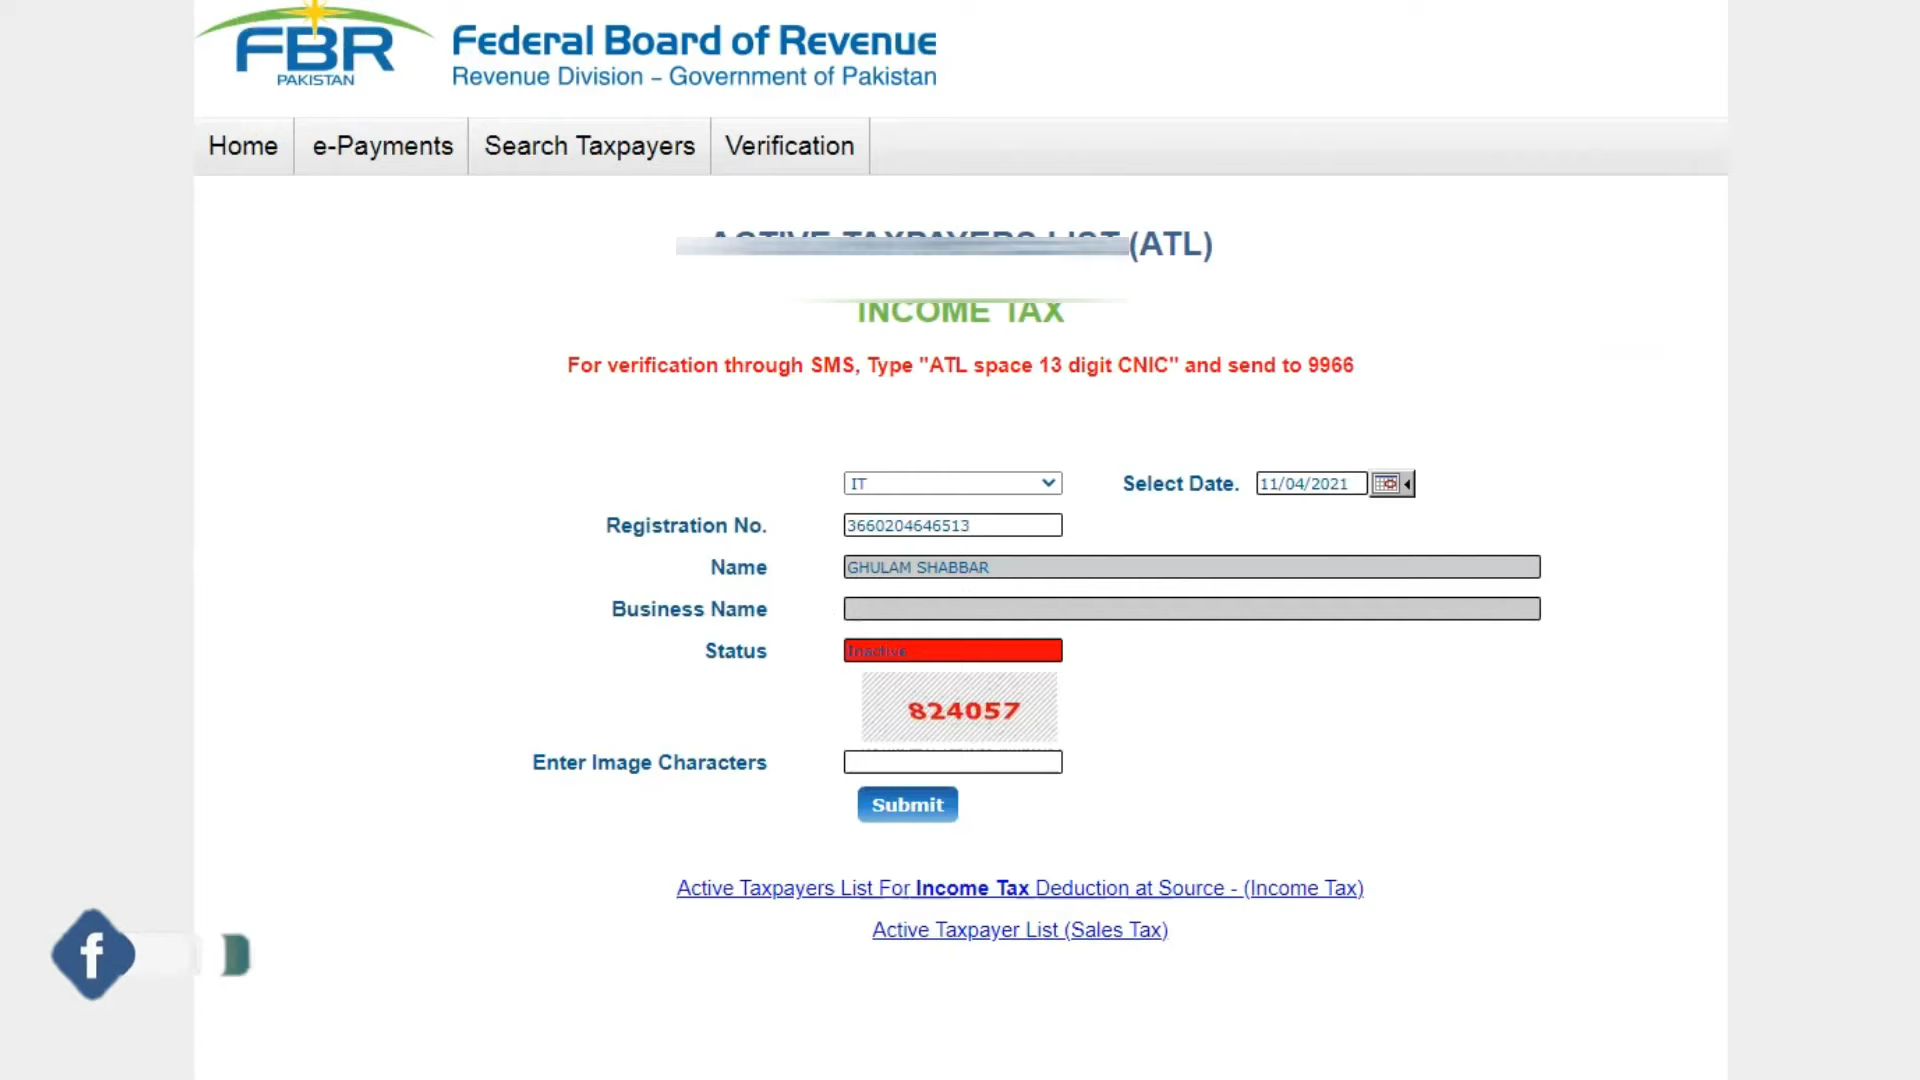 FBR
PAKISTAN
Federal Board of Revenue
Revenue Division – Government of Pakistan
Home e-Payments Search Taxpayers Verification
ACTIVE TAXPAYERS LIST (ATL)
INCOME TAX
For verification through SMS, Type "ATL space 13 digit CNIC" and send to 9966
IT Select Date. 11/04/2021
Registration No. 3660204646513
Name GHULAM SHABBAR
Business Name
Status Inactive
824057
Enter Image Characters
Submit
Active Taxpayers List For Income Tax Deduction at Source - (Income Tax)
Active Taxpayer List (Sales Tax)
f